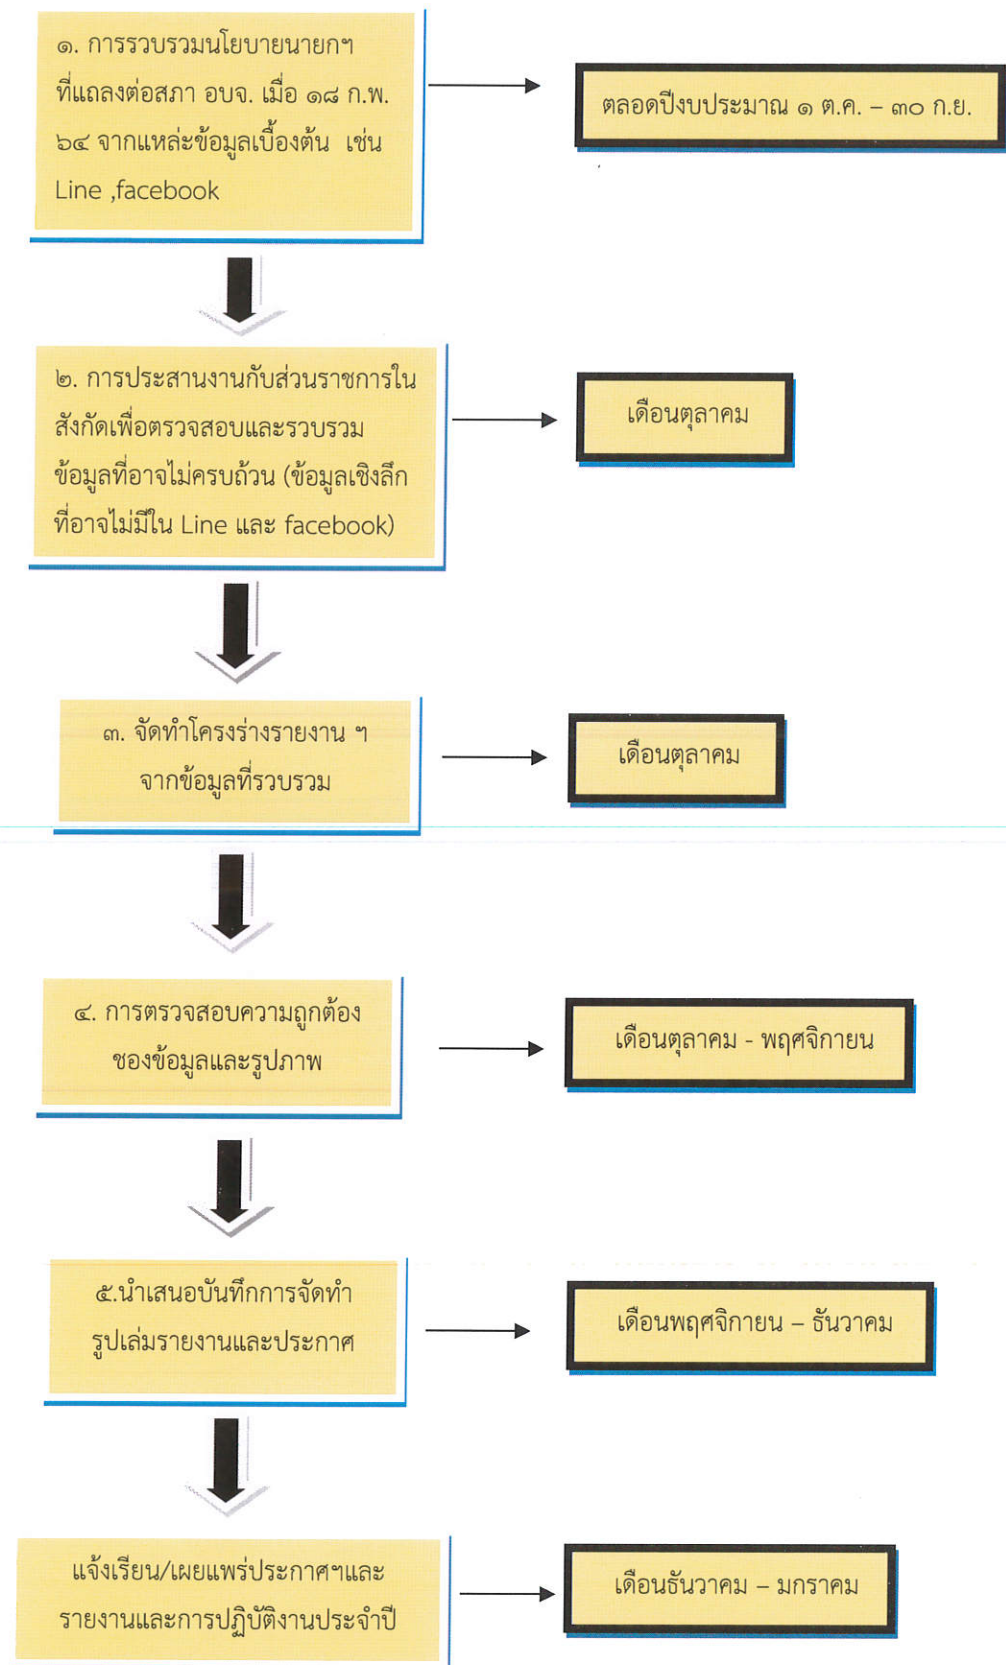 ๑. การรวบรวมนโยบายนายกฯ
ที่แถลงต่อสภา อบจ. เมื่อ ๑๘ ก.พ.
๖๔ จากแหล่ะข้อมูลเบื้องต้น เช่น
Line ,facebook
ตลอดปีงบประมาณ ๑ ต.ค. – ๓๐ ก.ย.
๒. การประสานงานกับส่วนราชการใน
สังกัดเพื่อตรวจสอบและรวบรวม
ข้อมูลที่อาจไม่ครบถ้วน (ข้อมูลเชิงลึก
ที่อาจไม่มีใน Line และ facebook)
เดือนตุลาคม
๓. จัดทำโครงร่างรายงาน ฯ
จากข้อมูลที่รวบรวม
เดือนตุลาคม
๔. การตรวจสอบความถูกต้อง
ชองข้อมูลและรูปภาพ
เดือนตุลาคม - พฤศจิกายน
๕.นำเสนอบันทึกการจัดทำ
รูปเล่มรายงานและประกาศ
เดือนพฤศจิกายน – ธันวาคม
แจ้งเรียน/เผยแพร่ประกาศฯและ
รายงานและการปฏิบัติงานประจำปี
เดือนธันวาคม – มกราคม